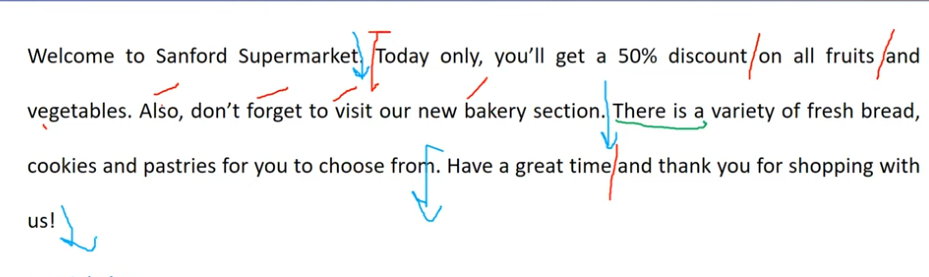 Welcome to Sanford Supermarket. Today only, you'll get a 50% discount on all fruits and
vegetables. Also, don't forget to visit our new bakery section. There is a variety of fresh bread,
cookies and pastries for you to choose from. Have a great time and thank you for shopping with
us!